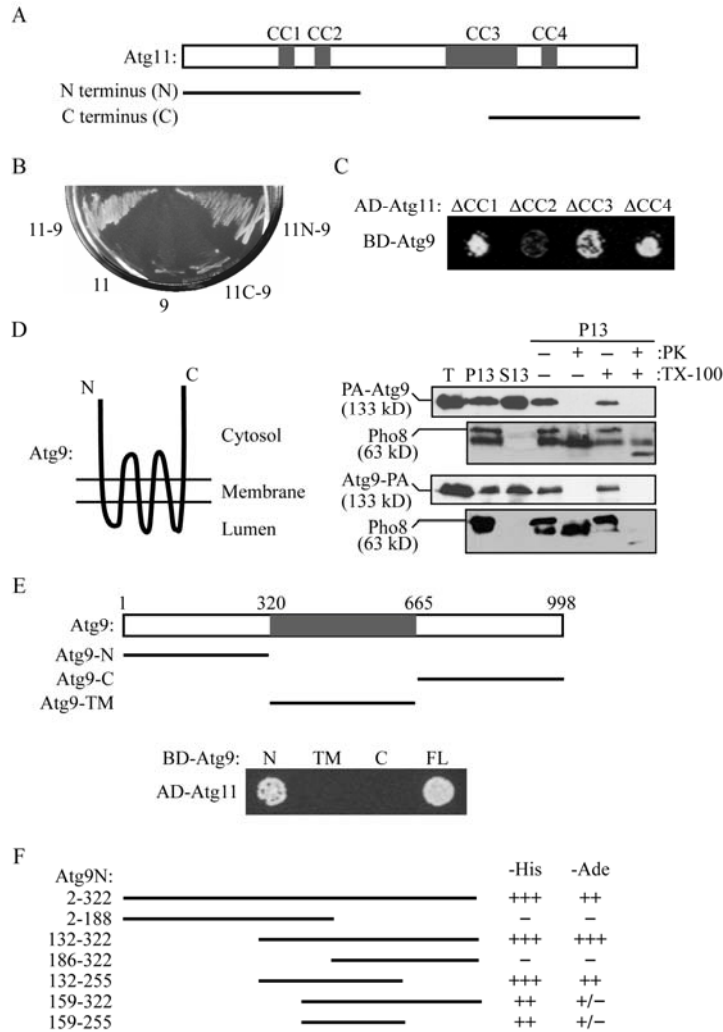 A
CC1 CC2 CC3 CC4
Atg11:
N terminus (N)
C terminus (C)
B
11-9
11
9
11C-9
11N-9
C
AD-Atg11: ΔCC1 ΔCC2 ΔCC3 ΔCC4
BD-Atg9
D
N C
Atg9:
Cytosol
Membrane
Lumen
P13
− + − + :PK
T P13 S13 − − + + :TX-100
PA-Atg9
(133 kD)
Pho8
(63 kD)
Atg9-PA
(133 kD)
Pho8
(63 kD)
E
1 320 665 998
Atg9:
Atg9-N
Atg9-C
Atg9-TM
BD-Atg9: N TM C FL
AD-Atg11
F
Atg9N: -His -Ade
2-322 +++ ++
2-188 − −
132-322 +++ +++
186-322 − −
132-255 +++ ++
159-322 ++ +/−
159-255 ++ +/−